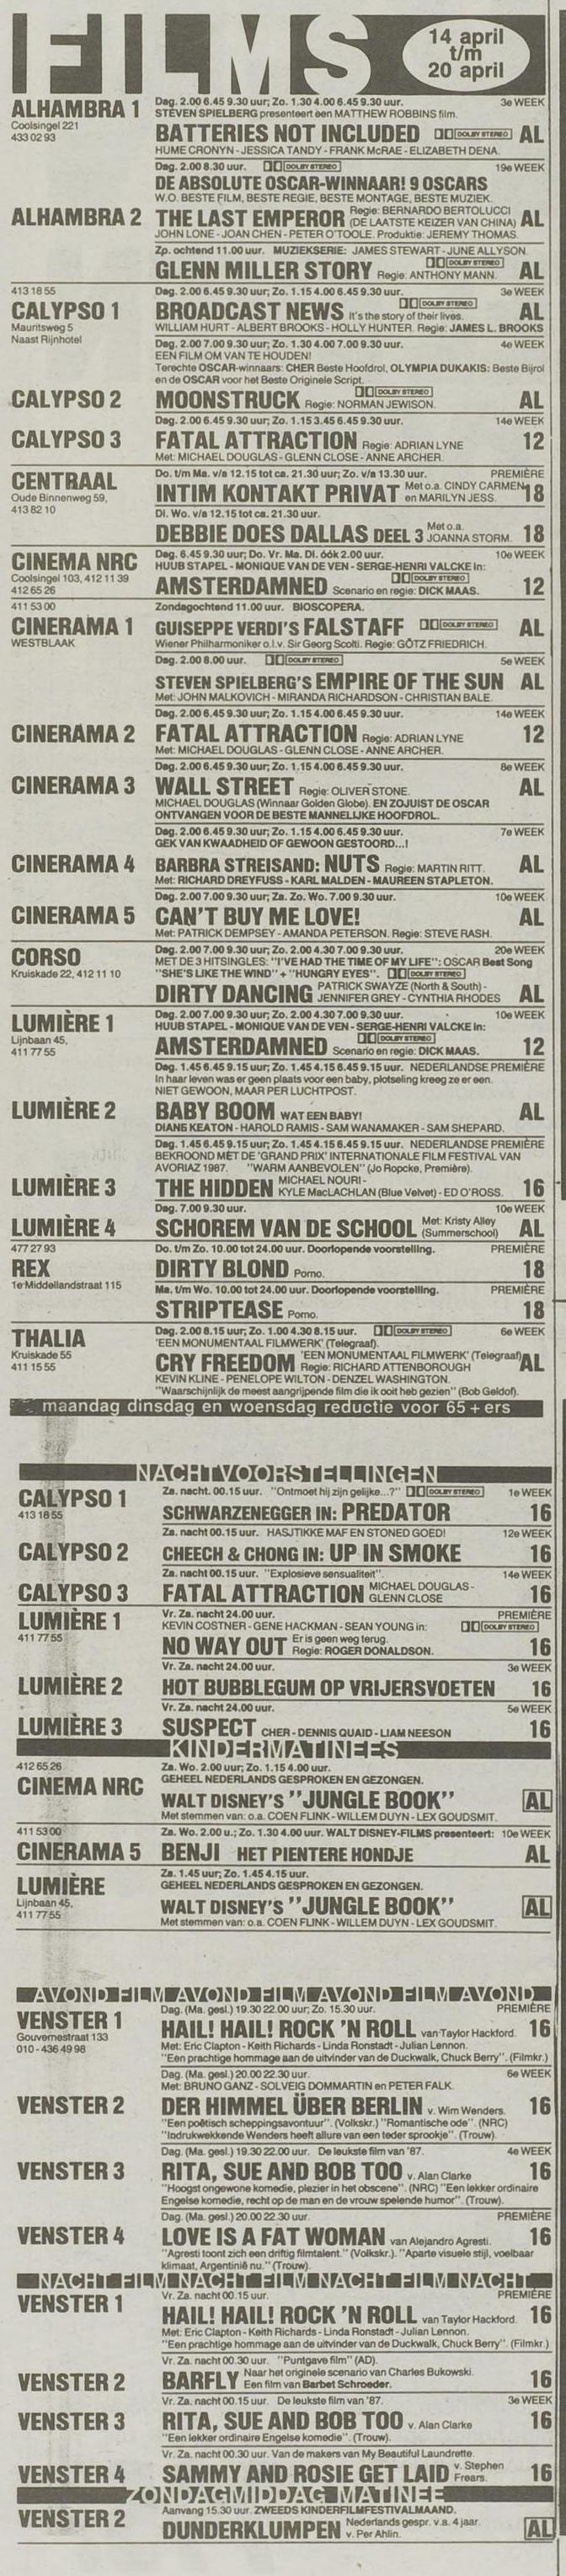 FILMS
14 april
t/m
20 april
ALHAMBRA 1
Coolsingel 221
433 02 93
Dag. 2.00 6.45 9.30 uur; Zo. 1.30 4.00 6.45 9.30 uur. 3e WEEK
STEVEN SPIELBERG presenteert een MATTHEW ROBBINS film.
BATTERIES NOT INCLUDED DOLBY STEREO AL
HUME CRONYN - JESSICA TANDY - FRANK McRAE - ELIZABETH DENA.
Dag. 2.00 8.30 uur. DOLBY STEREO 19e WEEK
DE ABSOLUTE OSCAR-WINNAAR! 9 OSCARS
W.O. BESTE FILM, BESTE REGIE, BESTE MONTAGE, BESTE MUZIEK.
ALHAMBRA 2 THE LAST EMPEROR Regie: BERNARDO BERTOLUCCI
(DE LAATSTE KEIZER VAN CHINA) AL
JOHN LONE - JOAN CHEN - PETER O'TOOLE. Produktie: JEREMY THOMAS.
Zp. ochtend 11.00 uur. MUZIEKSERIE: JAMES STEWART - JUNE ALLYSON.
DOLBY STEREO
GLENN MILLER STORY Regie: ANTHONY MANN. AL
413 18 55
CALYPSO 1
Mauritsweg 5
Naast Rijnhotel
Dag. 2.00 6.45 9.30 uur; Zo. 1.15 4.00 6.45 9.30 uur. 3e WEEK
DOLBY STEREO
BROADCAST NEWS It's the story of their lives. AL
WILLIAM HURT - ALBERT BROOKS - HOLLY HUNTER. Regie: JAMES L. BROOKS
Dag. 2.00 7.00 9.30 uur; Zo. 1.30 4.00 7.00 9.30 uur. 4e WEEK
EEN FILM OM VAN TE HOUDEN!
Terechte OSCAR-winnaars: CHER Beste Hoofdrol, OLYMPIA DUKAKIS: Beste Bijrol
en de OSCAR voor het Beste Originele Script.
DOLBY STEREO
CALYPSO 2 MOONSTRUCK Regie: NORMAN JEWISON. AL
Dag. 2.00 6.45 9.30 uur; Zo. 1.15 3.45 6.45 9.30 uur. 14e WEEK
CALYPSO 3 FATAL ATTRACTION Regie: ADRIAN LYNE 12
Met: MICHAEL DOUGLAS - GLENN CLOSE - ANNE ARCHER.
CENTRAAL
Oude Binnenweg 59,
413 82 10
Do. t/m Ma. v/a 12.15 tot ca. 21.30 uur; Zo. v/a 13.30 uur. PREMIÈRE
INTIM KONTAKT PRIVAT Met o.a. CINDY CARMEN
en MARILYN JESS. 18
Di. Wo. v/a 12.15 tot ca. 21.30 uur.
DEBBIE DOES DALLAS DEEL 3 Met o.a.
JOANNA STORM. 18
CINEMA NRC
Coolsingel 103, 412 11 39
412 65 26
Dag. 6.45 9.30 uur; Do. Vr. Ma. Di. óók 2.00 uur. 10e WEEK
HUUB STAPEL - MONIQUE VAN DE VEN - SERGE-HENRI VALCKE in:
DOLBY STEREO
AMSTERDAMNED Scenario en regie: DICK MAAS. 12
411 53 00
CINERAMA 1
WESTBLAAK
Zondagochtend 11.00 uur. BIOSCOPERA.
GUISEPPE VERDI'S FALSTAFF DOLBY STEREO AL
Wiener Philharmoniker o.l.v. Sir Georg Scolti. Regie: GÖTZ FRIEDRICH.
Dag. 2.00 8.00 uur. DOLBY STEREO 5e WEEK
STEVEN SPIELBERG'S EMPIRE OF THE SUN AL
Met: JOHN MALKOVICH - MIRANDA RICHARDSON - CHRISTIAN BALE.
Dag. 2.00 6.45 9.30 uur; Zo. 1.15 4.00 6.45 9.30 uur. 14e WEEK
CINERAMA 2 FATAL ATTRACTION Regie: ADRIAN LYNE 12
Met: MICHAEL DOUGLAS - GLENN CLOSE - ANNE ARCHER.
Dag. 2.00 6.45 9.30 uur; Zo. 1.15 4.00 6.45 9.30 uur. 8e WEEK
CINERAMA 3 WALL STREET Regie: OLIVER STONE. AL
MICHAEL DOUGLAS (Winnaar Golden Globe). EN ZOJUIST DE OSCAR
ONTVANGEN VOOR DE BESTE MANNELIJKE HOOFDROL.
Dag. 2.00 6.45 9.30 uur; Zo. 1.15 4.00 6.45 9.30 uur. 7e WEEK
GEK VAN KWAADHEID OF GEWOON GESTOORD...!
CINERAMA 4 BARBRA STREISAND: NUTS Regie: MARTIN RITT. AL
Met: RICHARD DREYFUSS - KARL MALDEN - MAUREEN STAPLETON.
Dag. 2.00 7.00 9.30 uur; Za. Zo. Wo. 7.00 9.30 uur. 10e WEEK
CINERAMA 5 CAN'T BUY ME LOVE! AL
Met: PATRICK DEMPSEY - AMANDA PETERSON. Regie: STEVE RASH.
CORSO
Kruiskade 22, 412 11 10
Dag. 2.00 7.00 9.30 uur; Zo. 2.00 4.30 7.00 9.30 uur. 20e WEEK
MET DE 3 HITSINGLES: "I'VE HAD THE TIME OF MY LIFE": OSCAR Best Song
"SHE'S LIKE THE WIND" + "HUNGRY EYES". DOLBY STEREO
DIRTY DANCING PATRICK SWAYZE (North & South) -
JENNIFER GREY - CYNTHIA RHODES AL
LUMIÈRE 1
Lijnbaan 45,
411 77 55
Dag. 2.00 7.00 9.30 uur; Zo. 2.00 4.30 7.00 9.30 uur. 10e WEEK
HUUB STAPEL - MONIQUE VAN DE VEN - SERGE-HENRI VALCKE in:
DOLBY STEREO
AMSTERDAMNED Scenario en regie: DICK MAAS. 12
Dag. 1.45 6.45 9.15 uur; Zo. 1.45 4.15 6.45 9.15 uur. NEDERLANDSE PREMIÈRE
In haar leven was er geen plaats voor een baby, plotseling kreeg ze er een.
NIET GEWOON, MAAR PER LUCHTPOST.
LUMIÈRE 2 BABY BOOM WAT EEN BABY! AL
DIANE KEATON - HAROLD RAMIS - SAM WANAMAKER - SAM SHEPARD.
Dag. 1.45 6.45 9.15 uur; Zo. 1.45 4.15 6.45 9.15 uur. NEDERLANDSE PREMIÈRE
BEKROOND MET DE 'GRAND PRIX' INTERNATIONALE FILM FESTIVAL VAN
AVORIAZ 1987. "WARM AANBEVOLEN" (Jo Ropcke, Première).
LUMIÈRE 3 THE HIDDEN MICHAEL NOURI -
KYLE MacLACHLAN (Blue Velvet) - ED O'ROSS. 16
Dag. 7.00 9.30 uur. 10e WEEK
LUMIÈRE 4 SCHOREM VAN DE SCHOOL Met: Kristy Alley
(Summerschool) AL
477 27 93
REX
1e Middellandstraat 115
Do. t/m Zo. 10.00 tot 24.00 uur. Doorlopende voorstelling. PREMIÈRE
DIRTY BLOND Porno. 18
Ma. t/m Wo. 10.00 tot 24.00 uur. Doorlopende voorstelling. PREMIÈRE
STRIPTEASE Porno. 18
THALIA
Kruiskade 55
411 15 55
Dag. 2.00 8.15 uur; Zo. 1.00 4.30 8.15 uur. DOLBY STEREO 6e WEEK
'EEN MONUMENTAAL FILMWERK' (Telegraaf).
CRY FREEDOM 'EEN MONUMENTAAL FILMWERK' (Telegraaf)
Regie: RICHARD ATTENBOROUGH AL
KEVIN KLINE - PENELOPE WILTON - DENZEL WASHINGTON.
"Waarschijnlijk de meest aangrijpende film die ik ooit heb gezien" (Bob Geldof).
maandag dinsdag en woensdag reductie voor 65 + ers
NACHTVOORSTELLINGEN
CALYPSO 1
413 18 55
Za. nacht. 00.15 uur. "Ontmoet hij zijn gelijke...?" DOLBY STEREO 1e WEEK
SCHWARZENEGGER IN: PREDATOR 16
Za. nacht 00.15 uur. HASJTIKKE MAF EN STONED GOED! 12e WEEK
CALYPSO 2 CHEECH & CHONG IN: UP IN SMOKE 16
Za. nacht 00.15 uur. "Explosieve sensualiteit". 14e WEEK
CALYPSO 3 FATAL ATTRACTION MICHAEL DOUGLAS -
GLENN CLOSE 16
LUMIÈRE 1
411 77 55
Vr. Za. nacht 24.00 uur. PREMIÈRE
KEVIN COSTNER - GENE HACKMAN - SEAN YOUNG in: DOLBY STEREO
NO WAY OUT Er is geen weg terug.
Regie: ROGER DONALDSON. 16
Vr. Za. nacht 24.00 uur. 3e WEEK
LUMIÈRE 2 HOT BUBBLEGUM OP VRIJERSVOETEN 16
Vr. Za. nacht 24.00 uur. 5e WEEK
LUMIÈRE 3 SUSPECT CHER - DENNIS QUAID - LIAM NEESON 16
KINDERMATINEES
412 65 26
CINEMA NRC
Za. Wo. 2.00 uur; Zo. 1.15 4.00 uur.
GEHEEL NEDERLANDS GESPROKEN EN GEZONGEN.
WALT DISNEY'S "JUNGLE BOOK" AL
Met stemmen van: o.a. COEN FLINK - WILLEM DUYN - LEX GOUDSMIT.
411 53 00
Za. Wo. 2.00 u.; Zo. 1.30 4.00 uur. WALT DISNEY-FILMS presenteert: 10e WEEK
CINERAMA 5 BENJI HET PIENTERE HONDJE AL
LUMIÈRE
Lijnbaan 45,
411 77 55
Za. 1.45 uur; Zo. 1.45 4.15 uur.
GEHEEL NEDERLANDS GESPROKEN EN GEZONGEN.
WALT DISNEY'S "JUNGLE BOOK" AL
Met stemmen van: o.a. COEN FLINK - WILLEM DUYN - LEX GOUDSMIT.
AVOND FILM AVOND FILM AVOND FILM AVOND
VENSTER 1
Gouvernestraat 133
010 - 436 49 98
Dag. (Ma. gesl.) 19.30 22.00 uur; Zo. 15.30 uur. PREMIÈRE
HAIL! HAIL! ROCK 'N ROLL van Taylor Hackford. 16
Met: Eric Clapton - Keith Richards - Linda Ronstadt - Julian Lennon.
"Een prachtige hommage aan de uitvinder van de Duckwalk, Chuck Berry". (Filmkr.)
Dag. (Ma. gesl.) 20.00 22.30 uur. 6e WEEK
Met: BRUNO GANZ - SOLVEIG DOMMARTIN en PETER FALK.
VENSTER 2 DER HIMMEL ÜBER BERLIN v. Wim Wenders. 16
"Een poëtisch scheppingsavontuur". (Volkskr.) "Romantische ode". (NRC)
"Indrukwekkende Wenders heeft allure van een teder sprookje". (Trouw).
Dag. (Ma. gesl.) 19.30 22.00 uur. De leukste film van '87. 4e WEEK
VENSTER 3 RITA, SUE AND BOB TOO v. Alan Clarke 16
"Hoogst ongewone komedie, plezier in het obscene". (NRC) "Een lekker ordinaire
Engelse komedie, recht op de man en de vrouw spelende humor". (Trouw).
Dag. (Ma. gesl.) 20.00 22.30 uur. PREMIÈRE
VENSTER 4 LOVE IS A FAT WOMAN van Alejandro Agresti. 16
"Agresti toont zich een driftig filmtalent." (Volkskr.). "Aparte visuele stijl, voelbaar
klimaat, Argentinië nu." (Trouw).
NACHT FILM NACHT FILM NACHT FILM NACHT
VENSTER 1
Vr. Za. nacht 00.15 uur. PREMIÈRE
HAIL! HAIL! ROCK 'N ROLL van Taylor Hackford. 16
Met: Eric Clapton - Keith Richards - Linda Ronstadt - Julian Lennon.
"Een prachtige hommage aan de uitvinder van de Duckwalk, Chuck Berry". (Filmkr.)
Vr. Za. nacht 00.30 uur. "Puntgave film" (AD).
VENSTER 2 BARFLY Naar het originele scenario van Charles Bukowski.
Een film van Barbet Schroeder. 16
Vr. Za. nacht 00.15 uur. De leukste film van '87. 3e WEEK
VENSTER 3 RITA, SUE AND BOB TOO v. Alan Clarke 16
"Een lekker ordinaire Engelse komedie". (Trouw).
Vr. Za. nacht 00.30 uur. Van de makers van My Beautiful Laundrette.
VENSTER 4 SAMMY AND ROSIE GET LAID v. Stephen
Frears. 16
ZONDAGMIDDAG MATINEE
VENSTER 2
Aanvang 15.30 uur. ZWEEDS KINDERFILMFESTIVALMAAND.
DUNDERKLUMPEN Nederlands gespr. v.a. 4 jaar.
v. Per Ahlin. AL